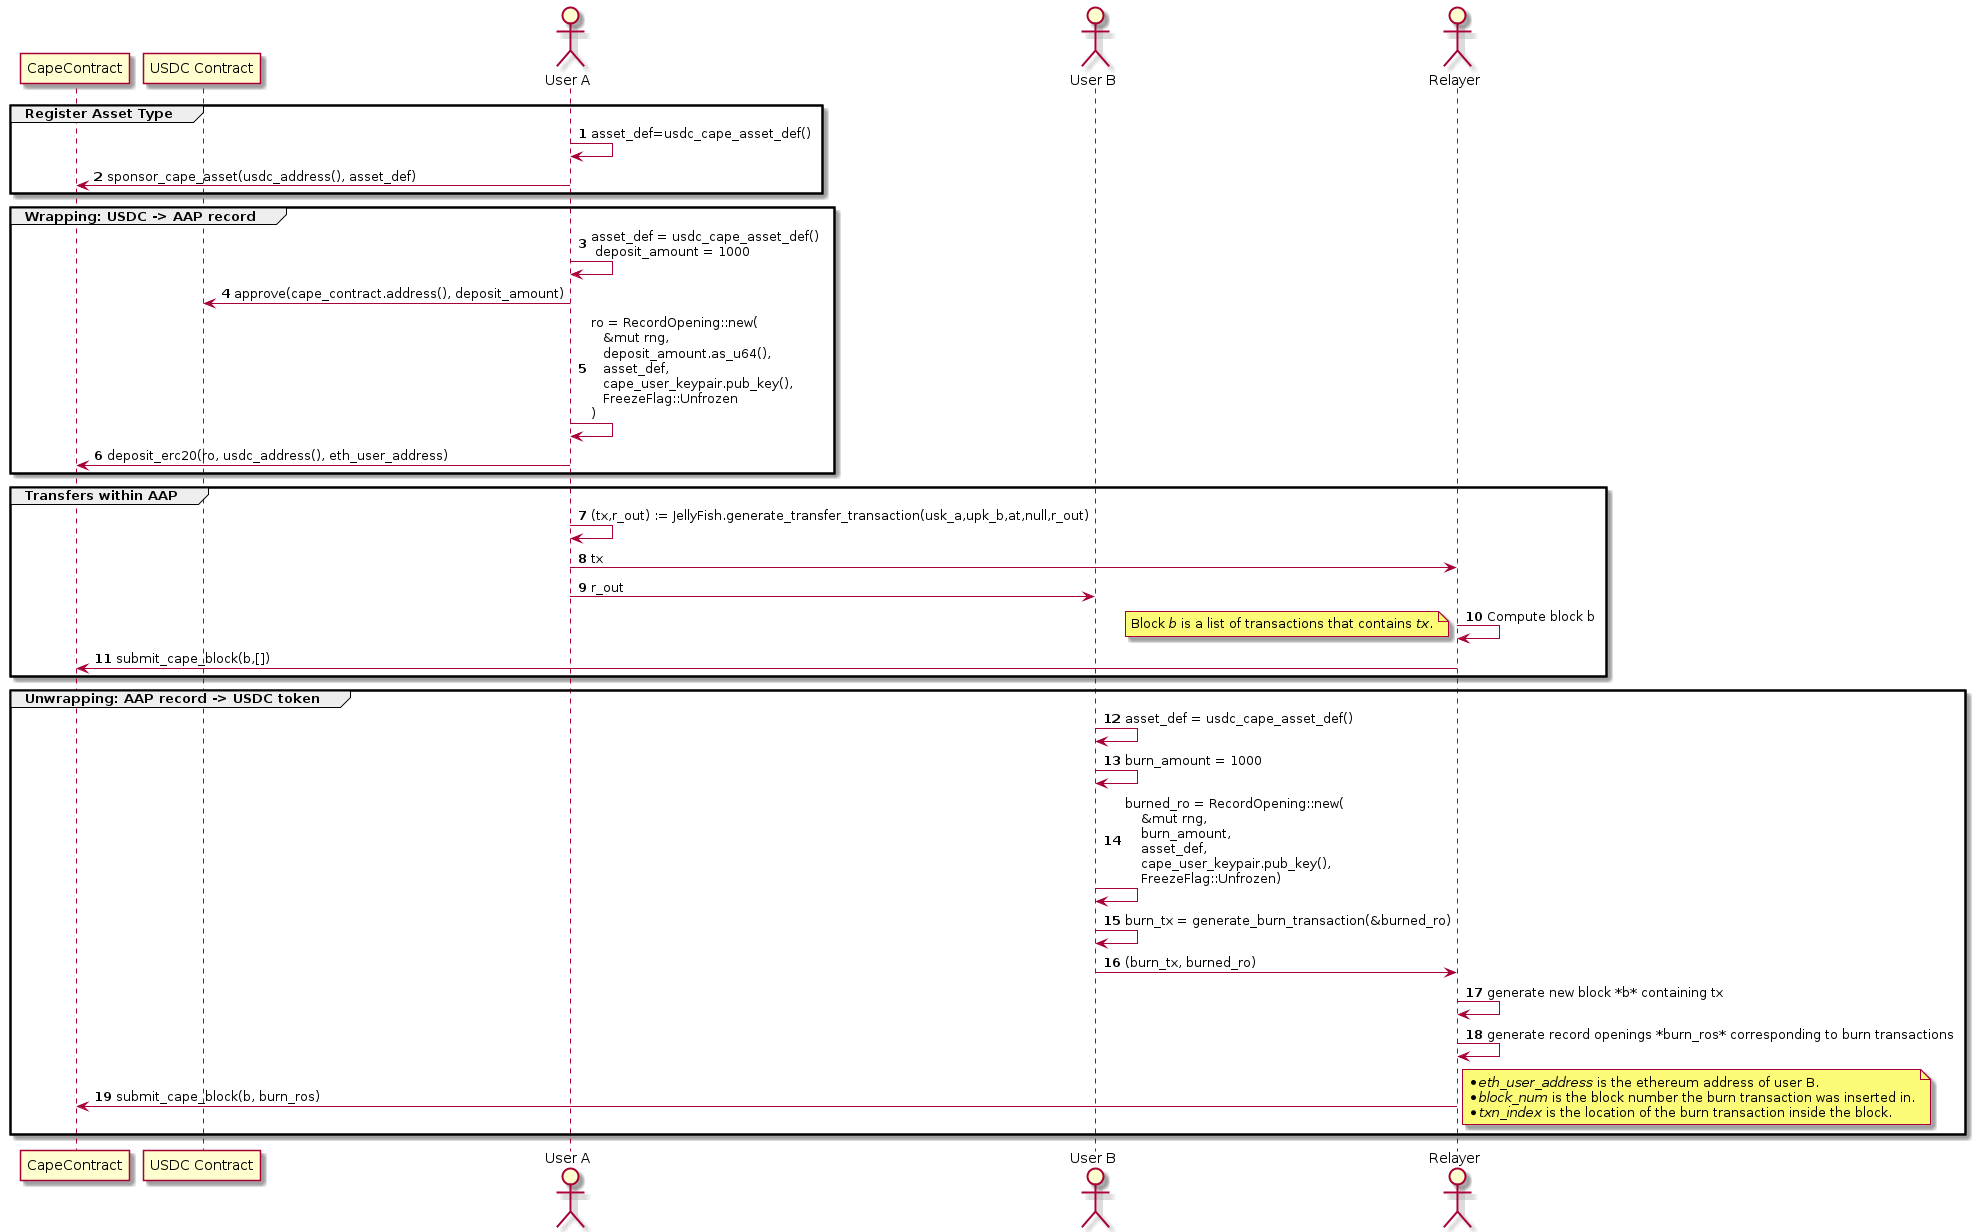 User A
User B
Relayer
CapeContract
USDC Contract
Register Asset Type
1 asset_def=usdc_cape_asset_def()
2 sponsor_cape_asset(usdc_address(), asset_def)
Wrapping: USDC -> AAP record
3 asset_def = usdc_cape_asset_def()
deposit_amount = 1000
4 approve(cape_contract.address(), deposit_amount)
ro = RecordOpening::new(
&mut rng,
deposit_amount.as_u64(),
5 asset_def,
cape_user_keypair.pub_key(),
FreezeFlag::Unfrozen
)
6 deposit_erc20(ro, usdc_address(), eth_user_address)
Transfers within AAP
7 (tx,r_out) := JellyFish.generate_transfer_transaction(usk_a,upk_b,at,null,r_out)
8 tx
9 r_out
Block b is a list of transactions that contains tx.
10 Compute block b
11 submit_cape_block(b,[])
Unwrapping: AAP record -> USDC token
12 asset_def = usdc_cape_asset_def()
13 burn_amount = 1000
burned_ro = RecordOpening::new(
&mut rng,
burn_amount,
14 asset_def,
cape_user_keypair.pub_key(),
FreezeFlag::Unfrozen)
15 burn_tx = generate_burn_transaction(&burned_ro)
16 (burn_tx, burned_ro)
17 generate new block *b* containing tx
18 generate record openings *burn_ros* corresponding to burn transactions
• eth_user_address is the ethereum address of user B.
• block_num is the block number the burn transaction was inserted in.
• txn_index is the location of the burn transaction inside the block.
19 submit_cape_block(b, burn_ros)
CapeContract
USDC Contract
User A
User B
Relayer